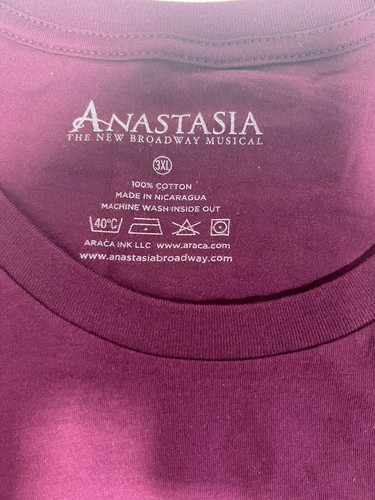 ANASTASIA
THE NEW BROADWAY MUSICAL
3XL
100% COTTON
MADE IN NICARAGUA
MACHINE WASH INSIDE OUT
40°C
ARACA INK LLC www.araca.com
www.anastasiabroadway.com